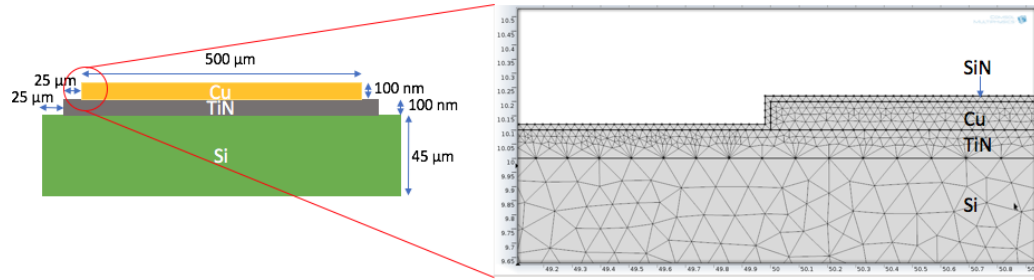 500 µm
25 µm
Cu
100 nm
25 µm
TiN
100 nm
Si
45 µm
SiN
Cu
TiN
Si
10.5
10.45
10.4
10.35
10.3
10.25
10.2
10.15
10.1
10.05
10
9.95
9.9
9.85
9.8
9.75
9.7
9.65
49.2
49.3
49.4
49.5
49.6
49.7
49.8
49.9
50
50.1
50.2
50.3
50.4
50.5
50.6
50.7
50.8
COMSOL
MULTIPHYSICS